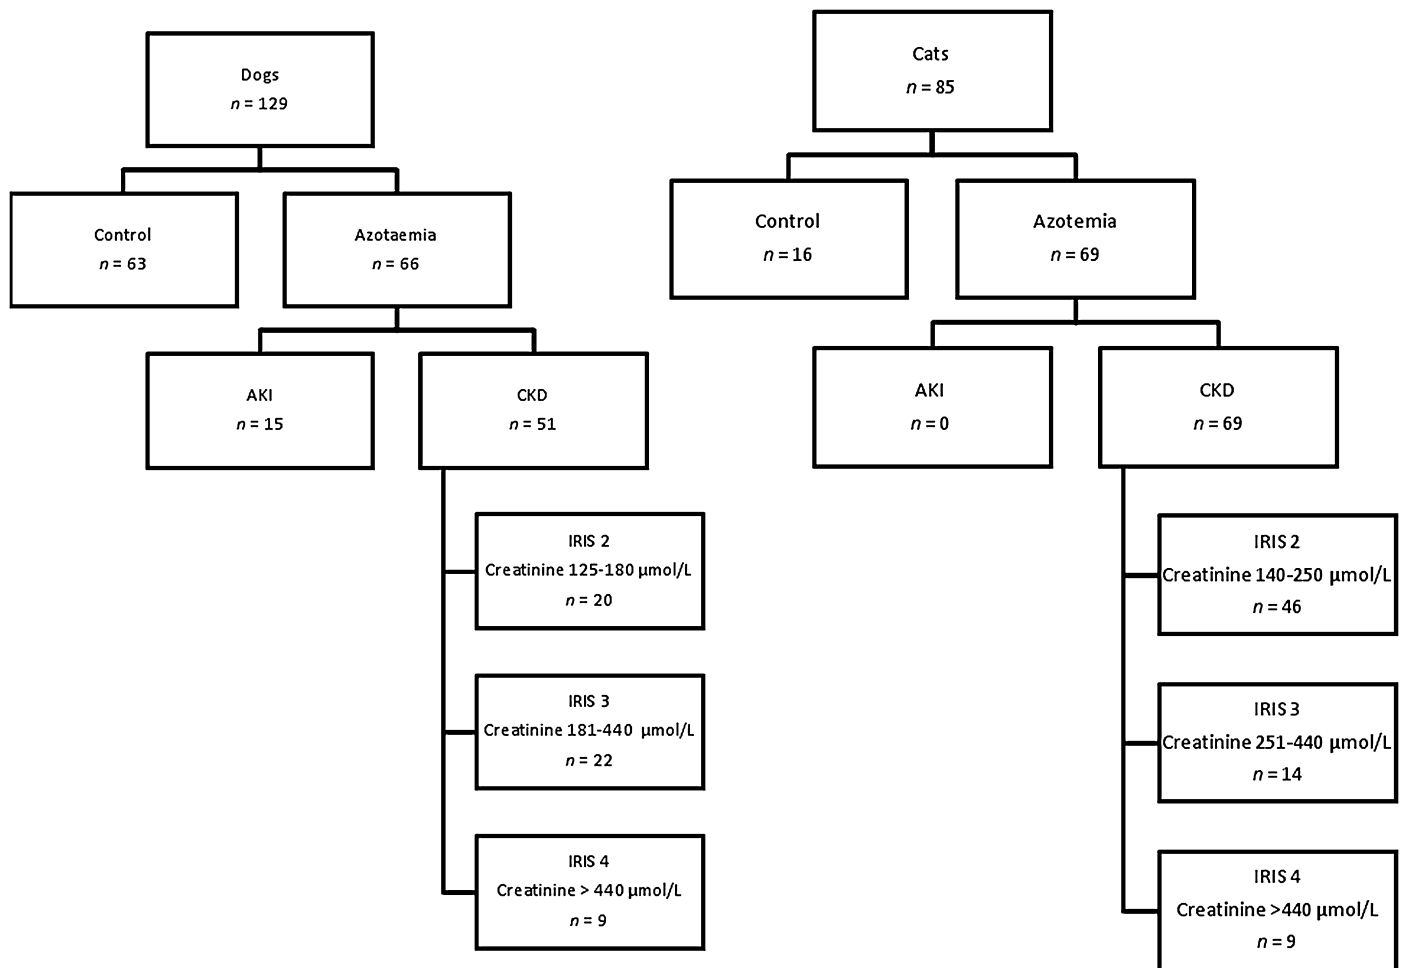 Dogs
n = 129
Control
n = 63
Azotaemia
n = 66
AKI
n = 15
CKD
n = 51
IRIS 2
Creatinine 125-180 µmol/L
n = 20
IRIS 3
Creatinine 181-440 µmol/L
n = 22
IRIS 4
Creatinine > 440 µmol/L
n = 9
Cats
n = 85
Control
n = 16
Azotemia
n = 69
AKI
n = 0
CKD
n = 69
IRIS 2
Creatinine 140-250 µmol/L
n = 46
IRIS 3
Creatinine 251-440 µmol/L
n = 14
IRIS 4
Creatinine >440 µmol/L
n = 9